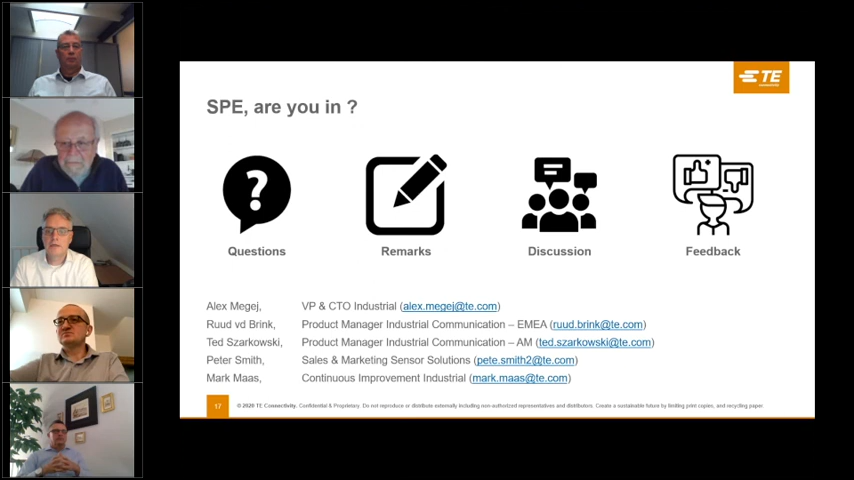 TE
SPE, are you in ?
?
Questions
Remarks
Discussion
Feedback
Alex Megej, VP & CTO Industrial (alex.megej@te.com)
Ruud vd Brink, Product Manager Industrial Communication – EMEA (ruud.brink@te.com)
Ted Szarkowski, Product Manager Industrial Communication – AM (ted.szarkowski@te.com)
Peter Smith, Sales & Marketing Sensor Solutions (pete.smith2@te.com)
Mark Maas, Continuous Improvement Industrial (mark.maas@te.com)
17 © 2020 TE Connectivity. Confidential & Proprietary. Do not reproduce or distribute externally including non-authorized representatives and distributors. Create a sustainable future by limiting print copies, and recycling paper.